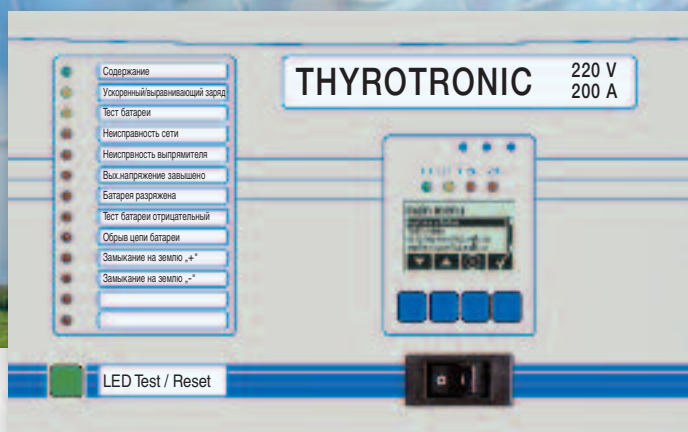 Содержание
Ускоренный/выравнивающий заряд
Тест батареи
Неисправность сети
Неиспрвность выпрямителя
Вых.напряжение завышено
Батарея разряжена
Тест батареи отрицательный
Обрыв цепи батареи
Замыкание на землю „+“
Замыкание на землю „-“
LED Test / Reset
THYROTRONIC
220 V
200 A